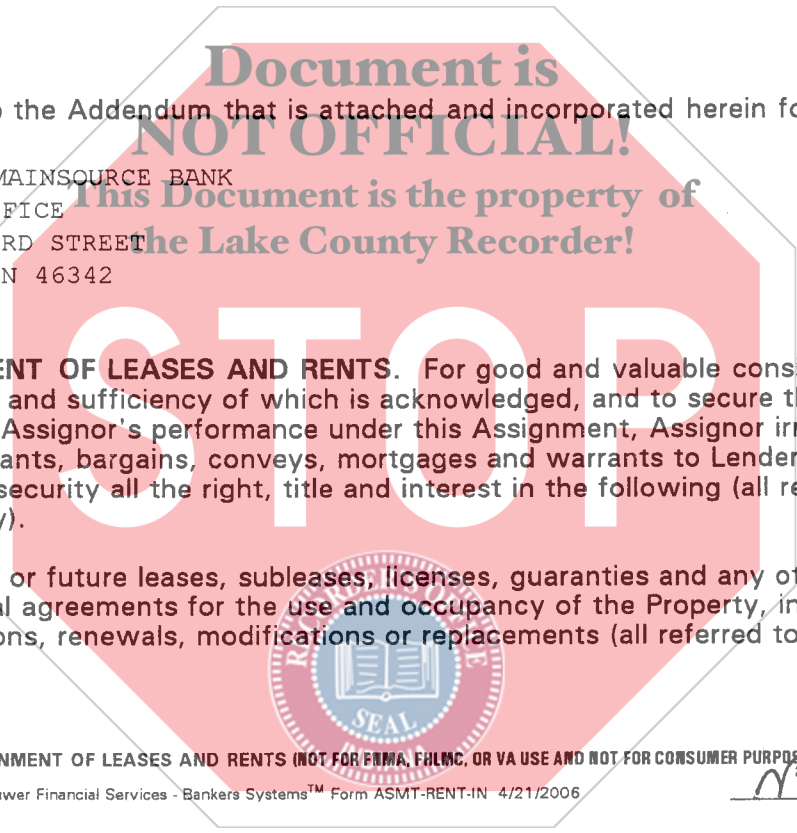 Document is
o the Addendum that is attached and incorporated herein fo
NOT OFFICIAL!
MAINSOURCE BANK
This Document is the property of
FICE
RD STREET
the Lake County Recorder!
N 46342
STOP
ENT OF LEASES AND RENTS. For good and valuable cons
and sufficiency of which is acknowledged, and to secure t
Assignor's performance under this Assignment, Assignor irr
ants, bargains, conveys, mortgages and warrants to Lender
security all the right, title and interest in the following (all re
y).
or future leases, subleases, licenses, guaranties and any ot
al agreements for the use and occupancy of the Property, in
ons, renewals, modifications or replacements (all referred to
RECORDER'S OFFICE
SEAL
INDIANA
NMENT OF LEASES AND RENTS (NOT FOR FNMA, FHLMC, OR VA USE AND NOT FOR CONSUMER PURPOSE
uwer Financial Services - Bankers Systems™ Form ASMT-RENT-IN 4/21/2006